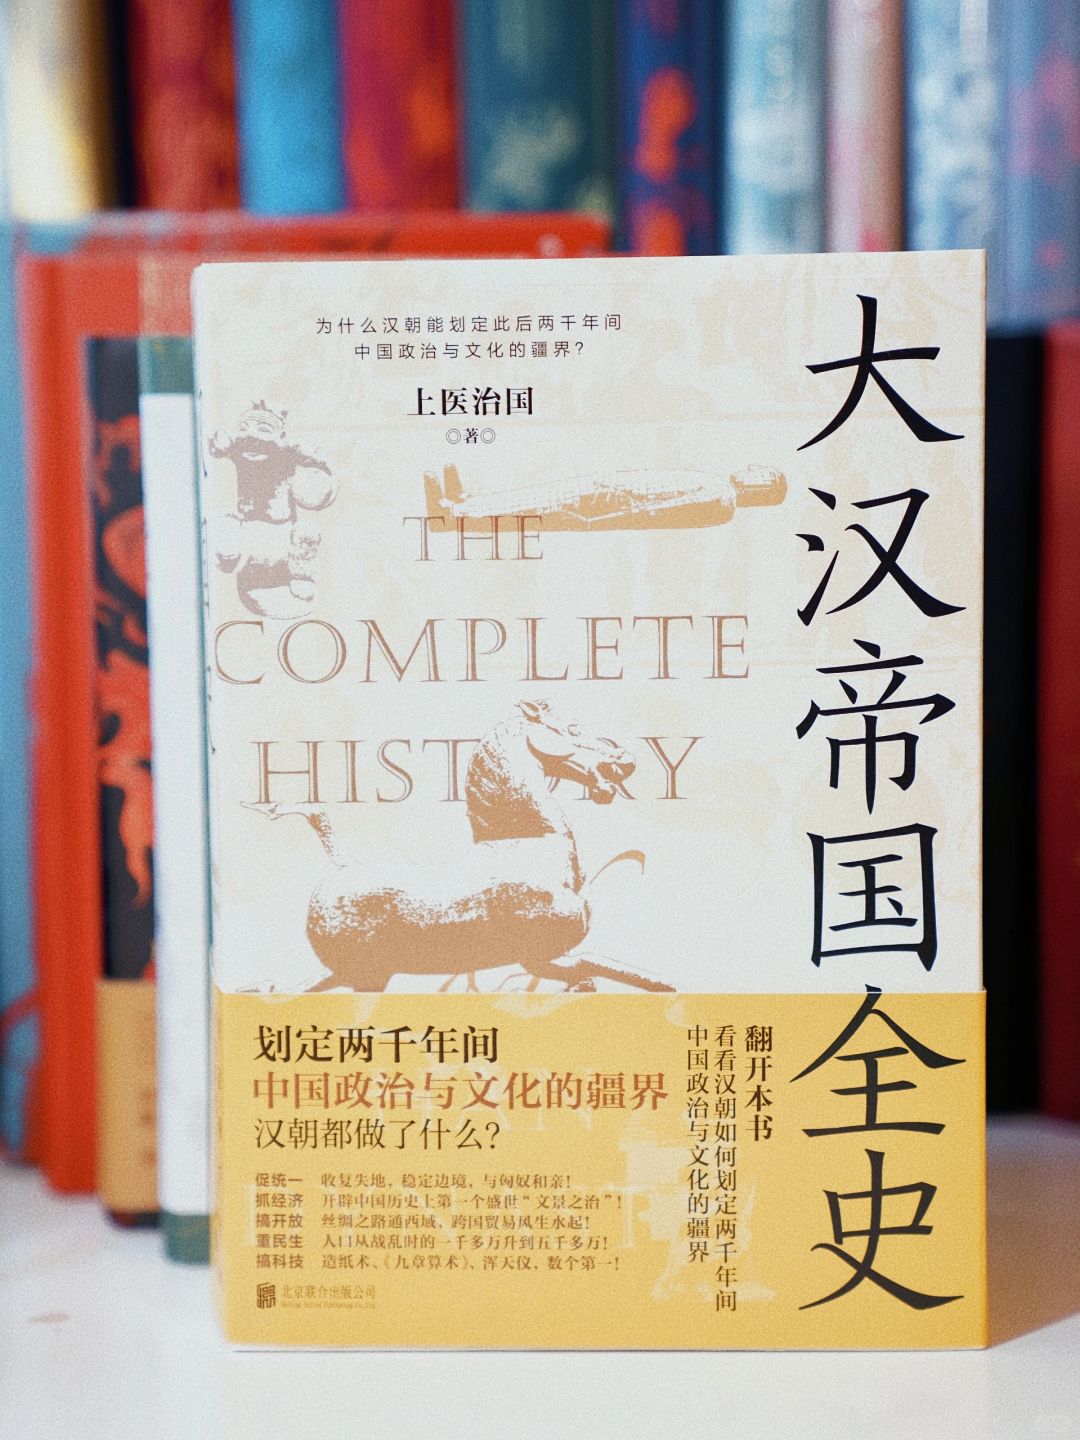 为什么汉朝能划定此后两千年间
中国政治与文化的疆界？
上医治国
◎著◎
THE
COMPLETE
HISTORY
大汉帝国全史
划定两千年间
中国政治与文化的疆界
汉朝都做了什么？
促统一 收复失地，稳定边境，与匈奴和亲！
抓经济 开辟中国历史上第一个盛世“文景之治”！
搞开放 丝绸之路通西域，跨国贸易风生水起！
重民生 人口从战乱时的一千多万升到五千多万！
搞科技 造纸术、《九章算术》、浑天仪，数个第一！
北京联合出版公司
翻开本书
看看汉朝如何划定两千年间
中国政治与文化的疆界